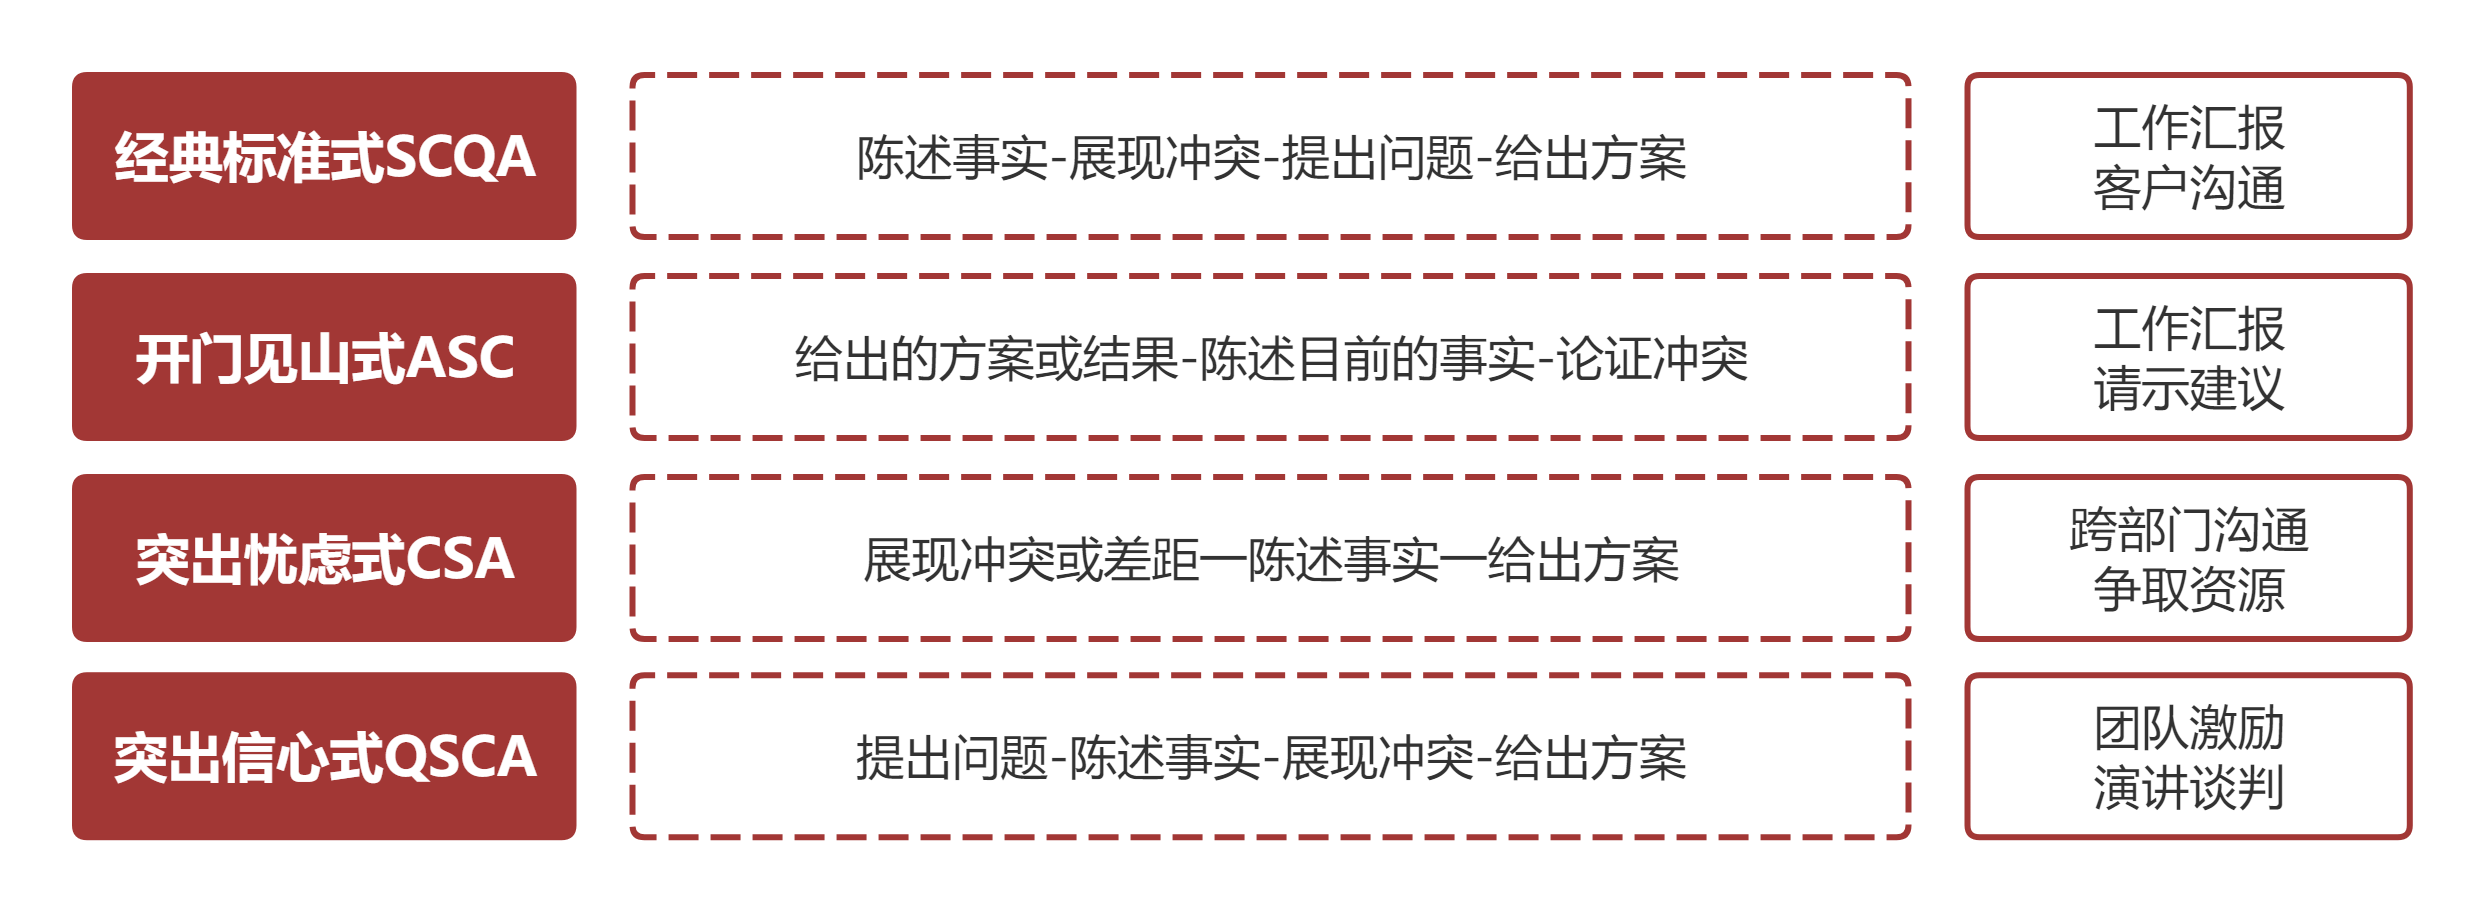 经典标准式SCQA
陈述事实-展现冲突-提出问题-给出方案
工作汇报
客户沟通
开门见山式ASC
给出的方案或结果-陈述目前的事实-论证冲突
工作汇报
请示建议
突出忧虑式CSA
展现冲突或差距一陈述事实一给出方案
跨部门沟通
争取资源
突出信心式QSCA
提出问题-陈述事实-展现冲突-给出方案
团队激励
演讲谈判